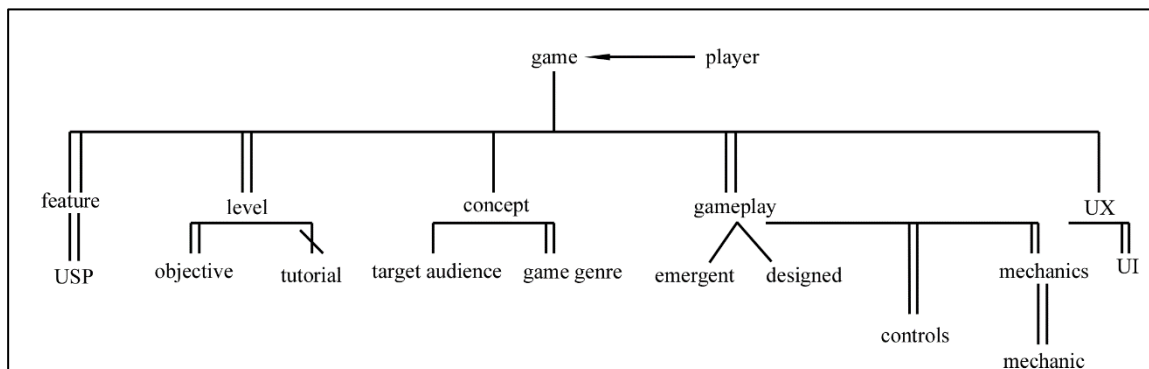 game player
feature level concept gameplay UX
USP objective tutorial target audience game genre emergent designed mechanics UI
controls
mechanic